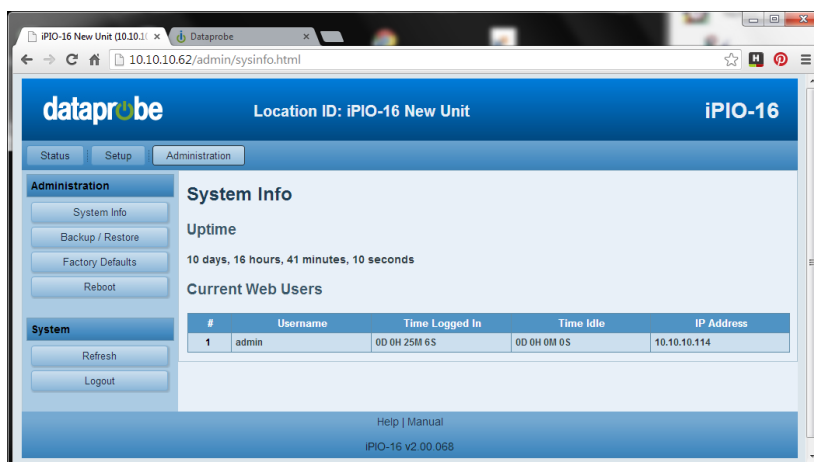 iPIO-16 New Unit (10.10.1
Dataprobe
10.10.10.62/admin/sysinfo.html
dataprobe
Location ID: iPIO-16 New Unit
iPIO-16
Status
Setup
Administration
Administration
System Info
Backup / Restore
Factory Defaults
Reboot
System
Refresh
Logout
System Info
Uptime
10 days, 16 hours, 41 minutes, 10 seconds
Current Web Users
# Username Time Logged In Time Idle IP Address
1 admin 0D 0H 25M 6S 0D 0H 0M 0S 10.10.10.114
Help | Manual
iPIO-16 v2.00.068